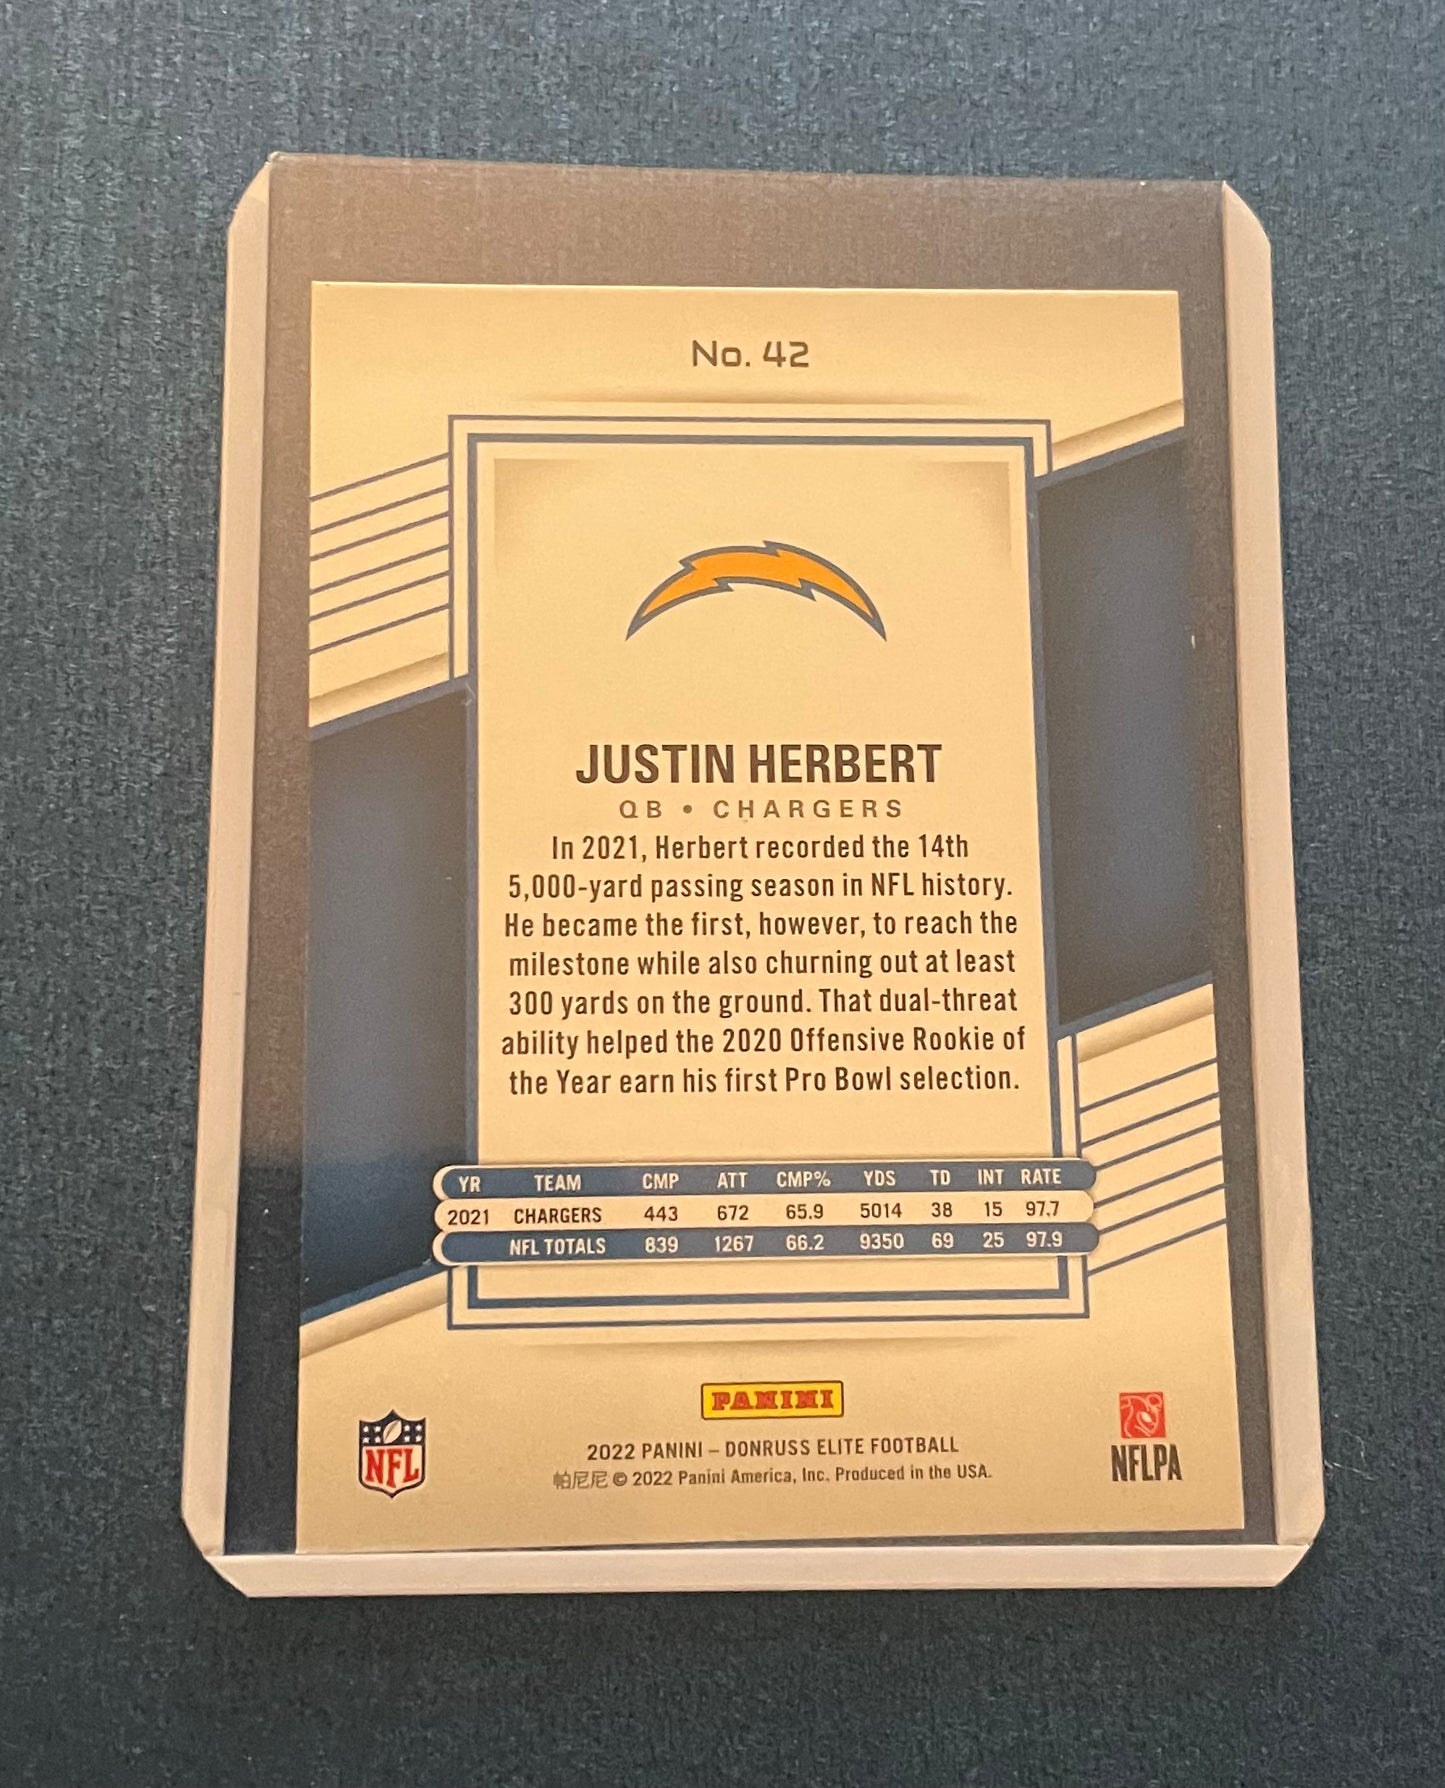 No. 42
JUSTIN HERBERT
QB • CHARGERS
In 2021, Herbert recorded the 14th
5,000-yard passing season in NFL history.
He became the first, however, to reach the
milestone while also churning out at least
300 yards on the ground. That dual-threat
ability helped the 2020 Offensive Rookie of
the Year earn his first Pro Bowl selection.
YR TEAM CMP ATT CMP% YDS TD INT RATE
2021 CHARGERS 443 672 65.9 5014 38 15 97.7
NFL TOTALS 839 1267 66.2 9350 69 25 97.9
PANINI
NFL
2022 PANINI – DONRUSS ELITE FOOTBALL
帕尼尼 © 2022 Panini America, Inc. Produced in the USA.
NFLPA